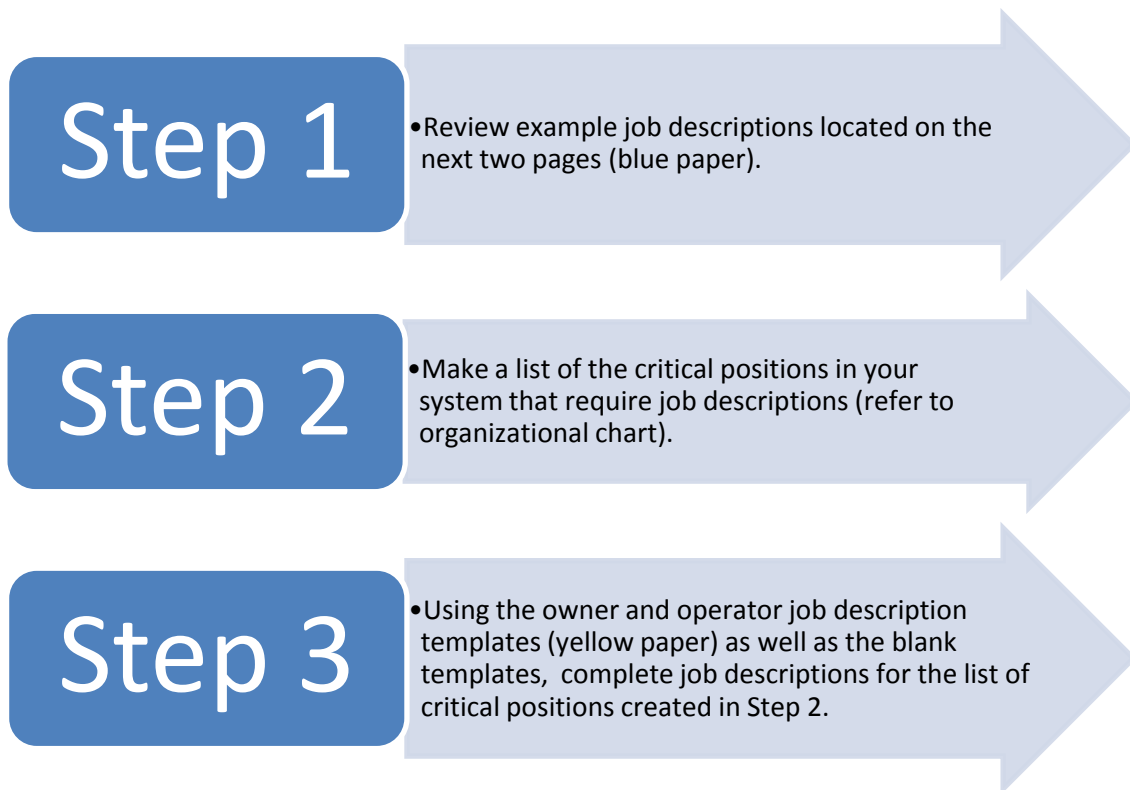 Step 1
•Review example job descriptions located on the
next two pages (blue paper).
Step 2
•Make a list of the critical positions in your
system that require job descriptions (refer to
organizational chart).
Step 3
•Using the owner and operator job description
templates (yellow paper) as well as the blank
templates,  complete job descriptions for the list of
critical positions created in Step 2.